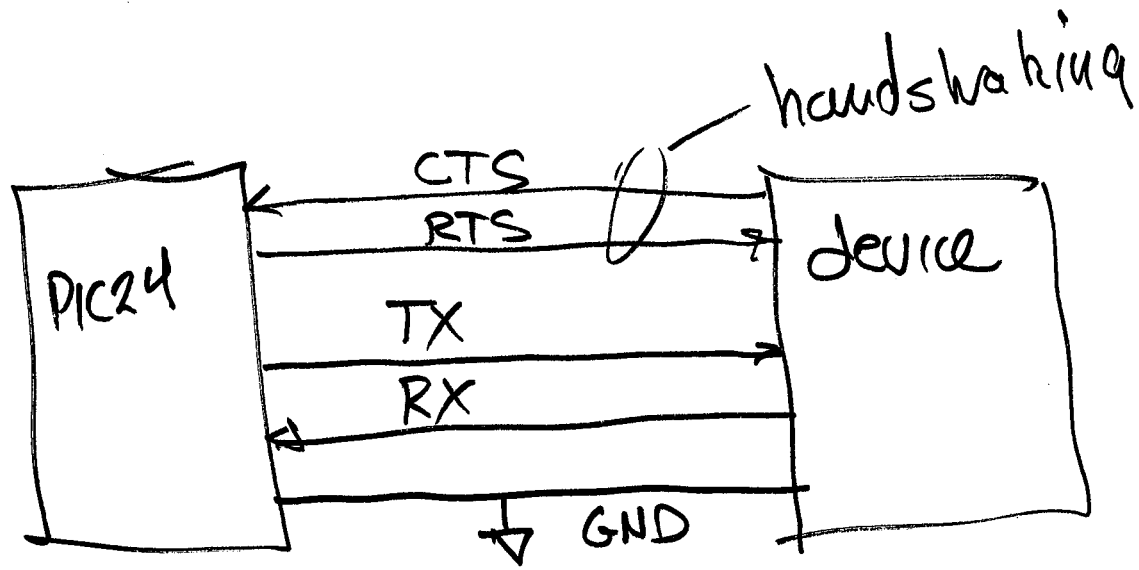 handshaking
CTS
RTS
PIC24
device
TX
RX
GND